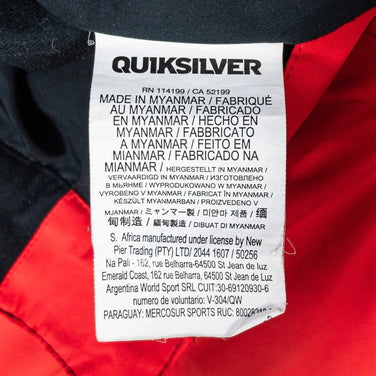 QUIKSILVER
RN 114199 / CA 52199
MADE IN MYANMAR / FABRIQUÉ
AU MYANMAR / FABRICADO
EN MYANMAR / HECHO EN
MYANMAR / FABBRICATO
A MYANMAR / FEITO EM
MIANMAR / FABRICADO NA
MIANMAR / HERGESTELLT IN MYANMAR /
VERVAARDIGD IN MYANMAR / ИЗГОТОВЛЕНО
В МЬЯНМЕ / WYPRODUKOWANO W MYANMAR /
VYROBENO V MYANMAR / FABRICAT IN MYANMAR /
KÉSZÜLT MYANMARBAN / PROIZVEDENO V
MJANMAR / ミャンマー製 / 미얀마 제품 / 缅
甸制造 / 緬甸製造 / DIBUAT DI MYANMAR
S. Africa manufactured under license by New
Pier Trading (PTY) LTD/ 2044 1607 / 50256
Na Pali - 162, rue Belharra-64500 St Jean de luz
Emerald Coast, 162 rue Belharra, 64500 St Jean de Luz
Argentina World Sport SRL CUIT:30-69120930-6
numero de voluntario: V-304/QW
PARAGUAY: MERCOSUR SPORTS RUC: